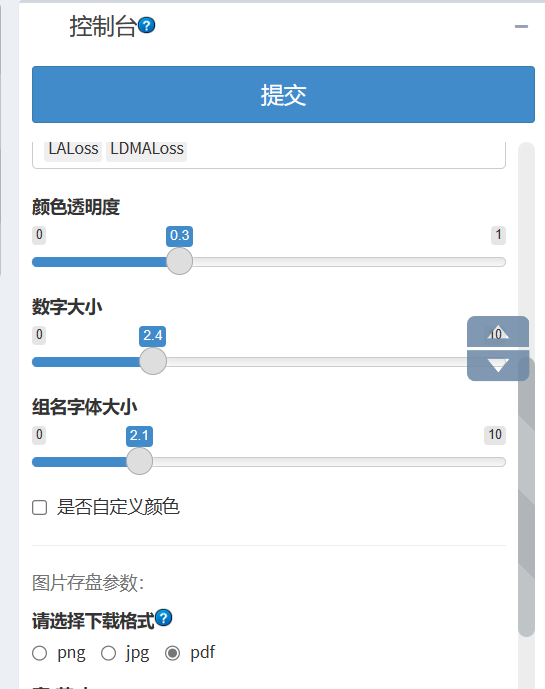 控制台
提交
LALoss LDMALoss
颜色透明度
0 0.3 1
数字大小
0 2.4 10
组名字体大小
0 2.1 10
是否自定义颜色
图片存盘参数:
请选择下载格式
png jpg pdf